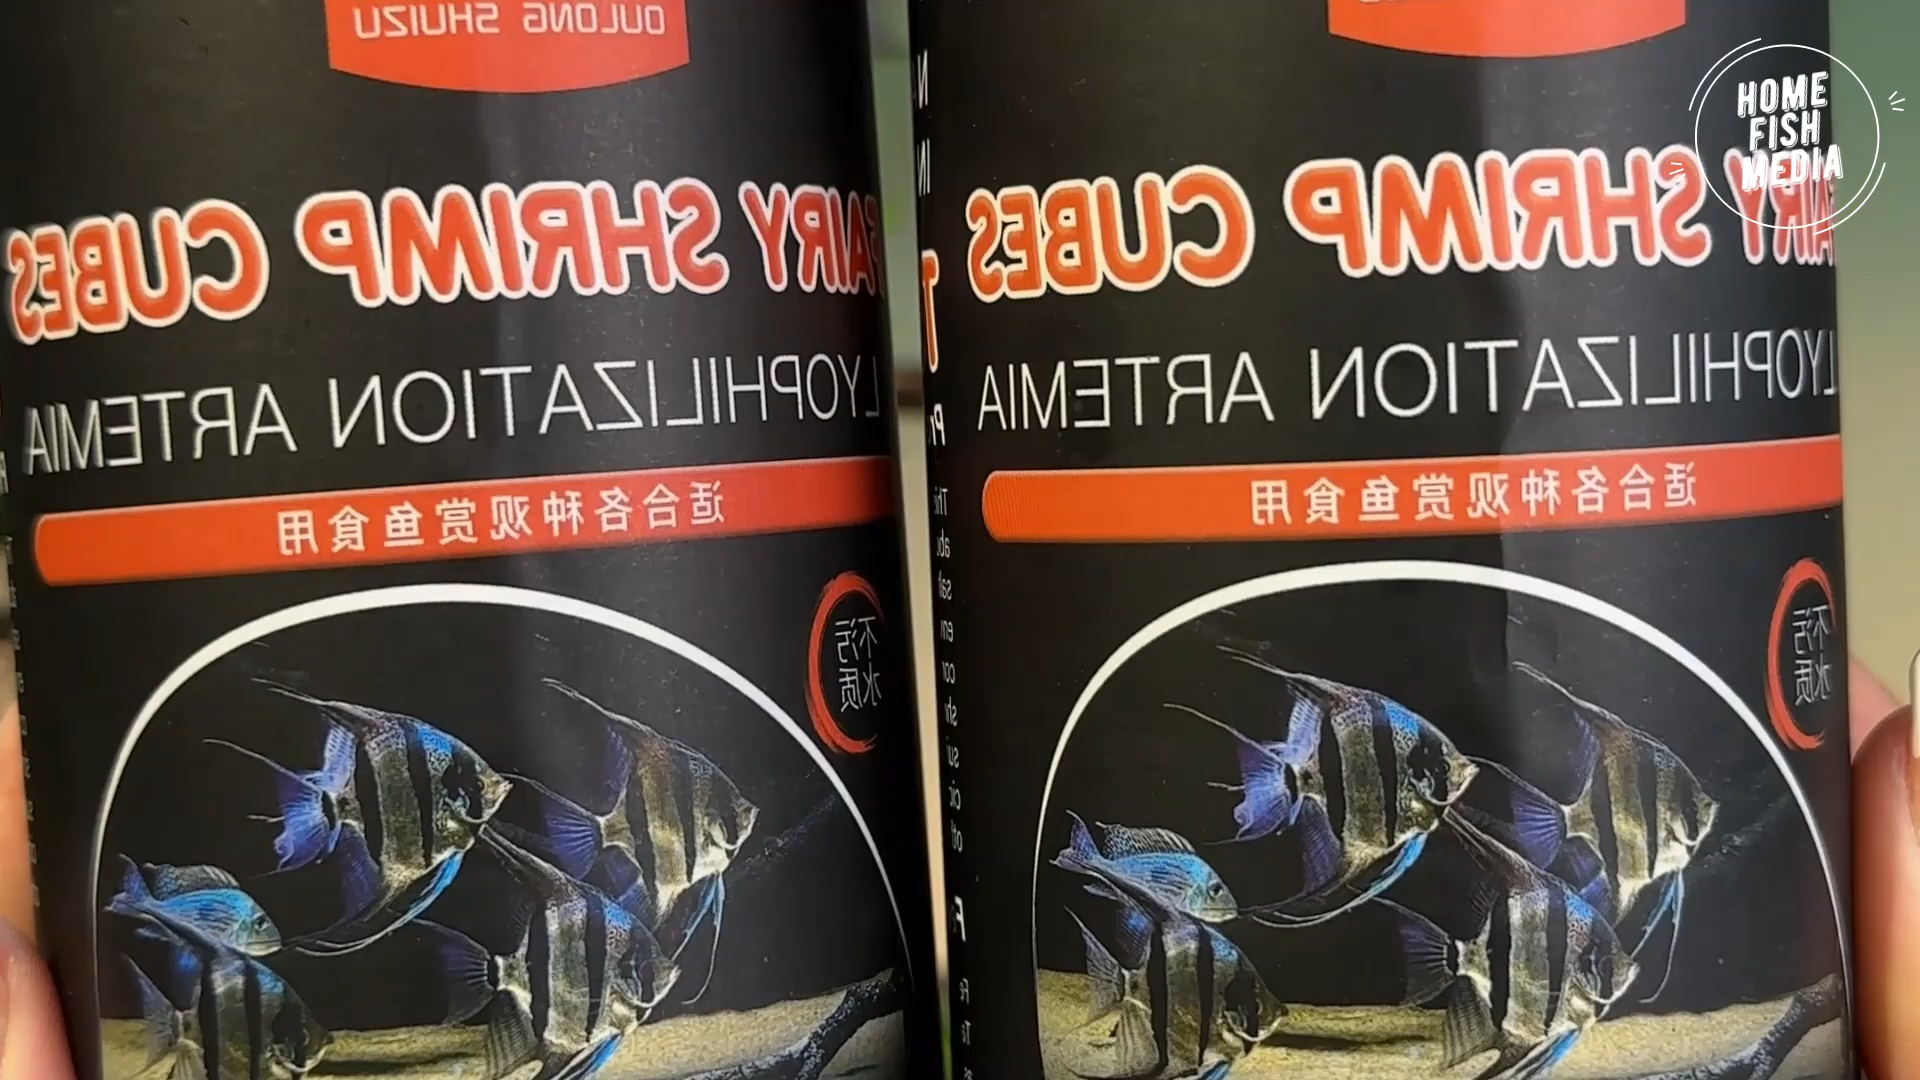 OULONG SHUIZU
FAIRY SHRIMP CUBES
LYOPHILIZATION ARTEMIA
适合各种观赏鱼食用
不污
水质
FAIRY SHRIMP CUBES
LYOPHILIZATION ARTEMIA
适合各种观赏鱼食用
不污
水质
HOME
FISH
MEDIA